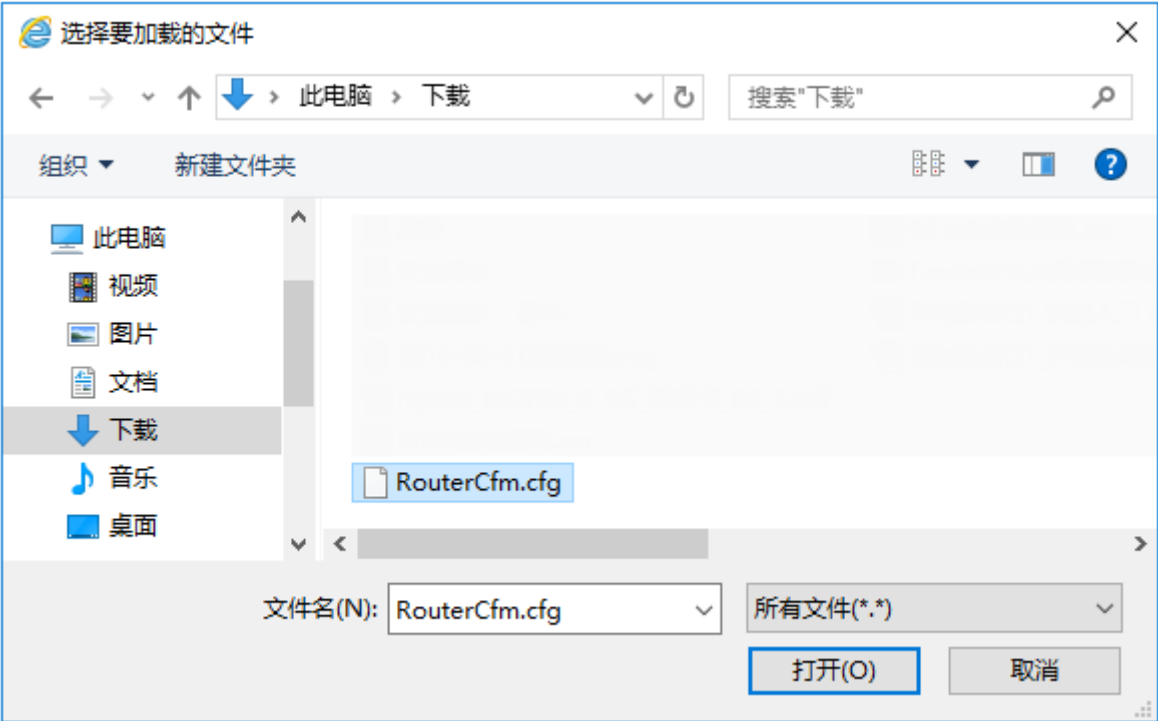 选择要加载的文件
此电脑 下载 搜索"下载"
组织 新建文件夹
此电脑
视频
图片
文档
下载
音乐
桌面
RouterCfm.cfg
文件名(N): RouterCfm.cfg 所有文件(*.*)
打开(O) 取消